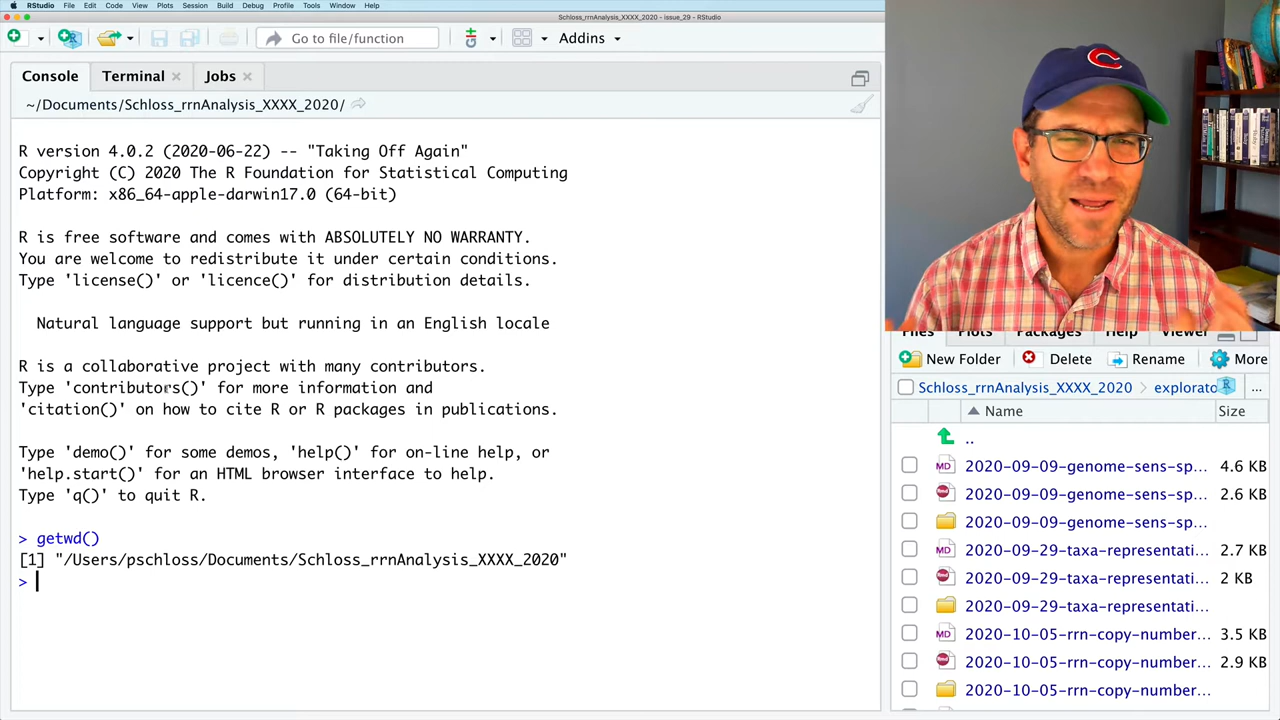 RStudio File Edit Code View Plots Session Build Debug Profile Tools Window Help
Schloss_rrnAnalysis_XXXX_2020 - issue_29 - RStudio
Go to file/function
Addins
Console Terminal Jobs
~/Documents/Schloss_rrnAnalysis_XXXX_2020/
R version 4.0.2 (2020-06-22) -- "Taking Off Again"
Copyright (C) 2020 The R Foundation for Statistical Computing
Platform: x86_64-apple-darwin17.0 (64-bit)
R is free software and comes with ABSOLUTELY NO WARRANTY.
You are welcome to redistribute it under certain conditions.
Type 'license()' or 'licence()' for distribution details.
Natural language support but running in an English locale
R is a collaborative project with many contributors.
Type 'contributors()' for more information and
'citation()' on how to cite R or R packages in publications.
Type 'demo()' for some demos, 'help()' for on-line help, or
'help.start()' for an HTML browser interface to help.
Type 'q()' to quit R.
> getwd()
[1] "/Users/pschloss/Documents/Schloss_rrnAnalysis_XXXX_2020"
>
C
Files Plots Packages Help Viewer
New Folder Delete Rename More
Schloss_rrnAnalysis_XXXX_2020 > explorato ...
Name Size
..
MD 2020-09-09-genome-sens-sp... 4.6 KB
Rmd 2020-09-09-genome-sens-sp... 2.6 KB
2020-09-09-genome-sens-sp...
MD 2020-09-29-taxa-representati... 2.7 KB
Rmd 2020-09-29-taxa-representati... 2 KB
2020-09-29-taxa-representati...
MD 2020-10-05-rrn-copy-number... 3.5 KB
Rmd 2020-10-05-rrn-copy-number... 2.9 KB
2020-10-05-rrn-copy-number...